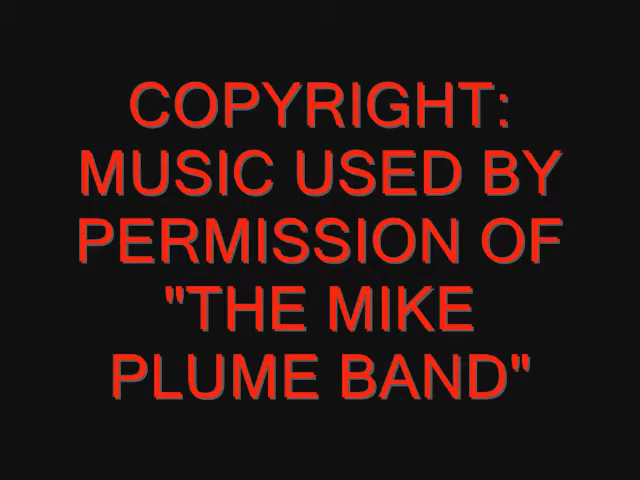 COPYRIGHT:
MUSIC USED BY
PERMISSION OF
"THE MIKE
PLUME BAND"